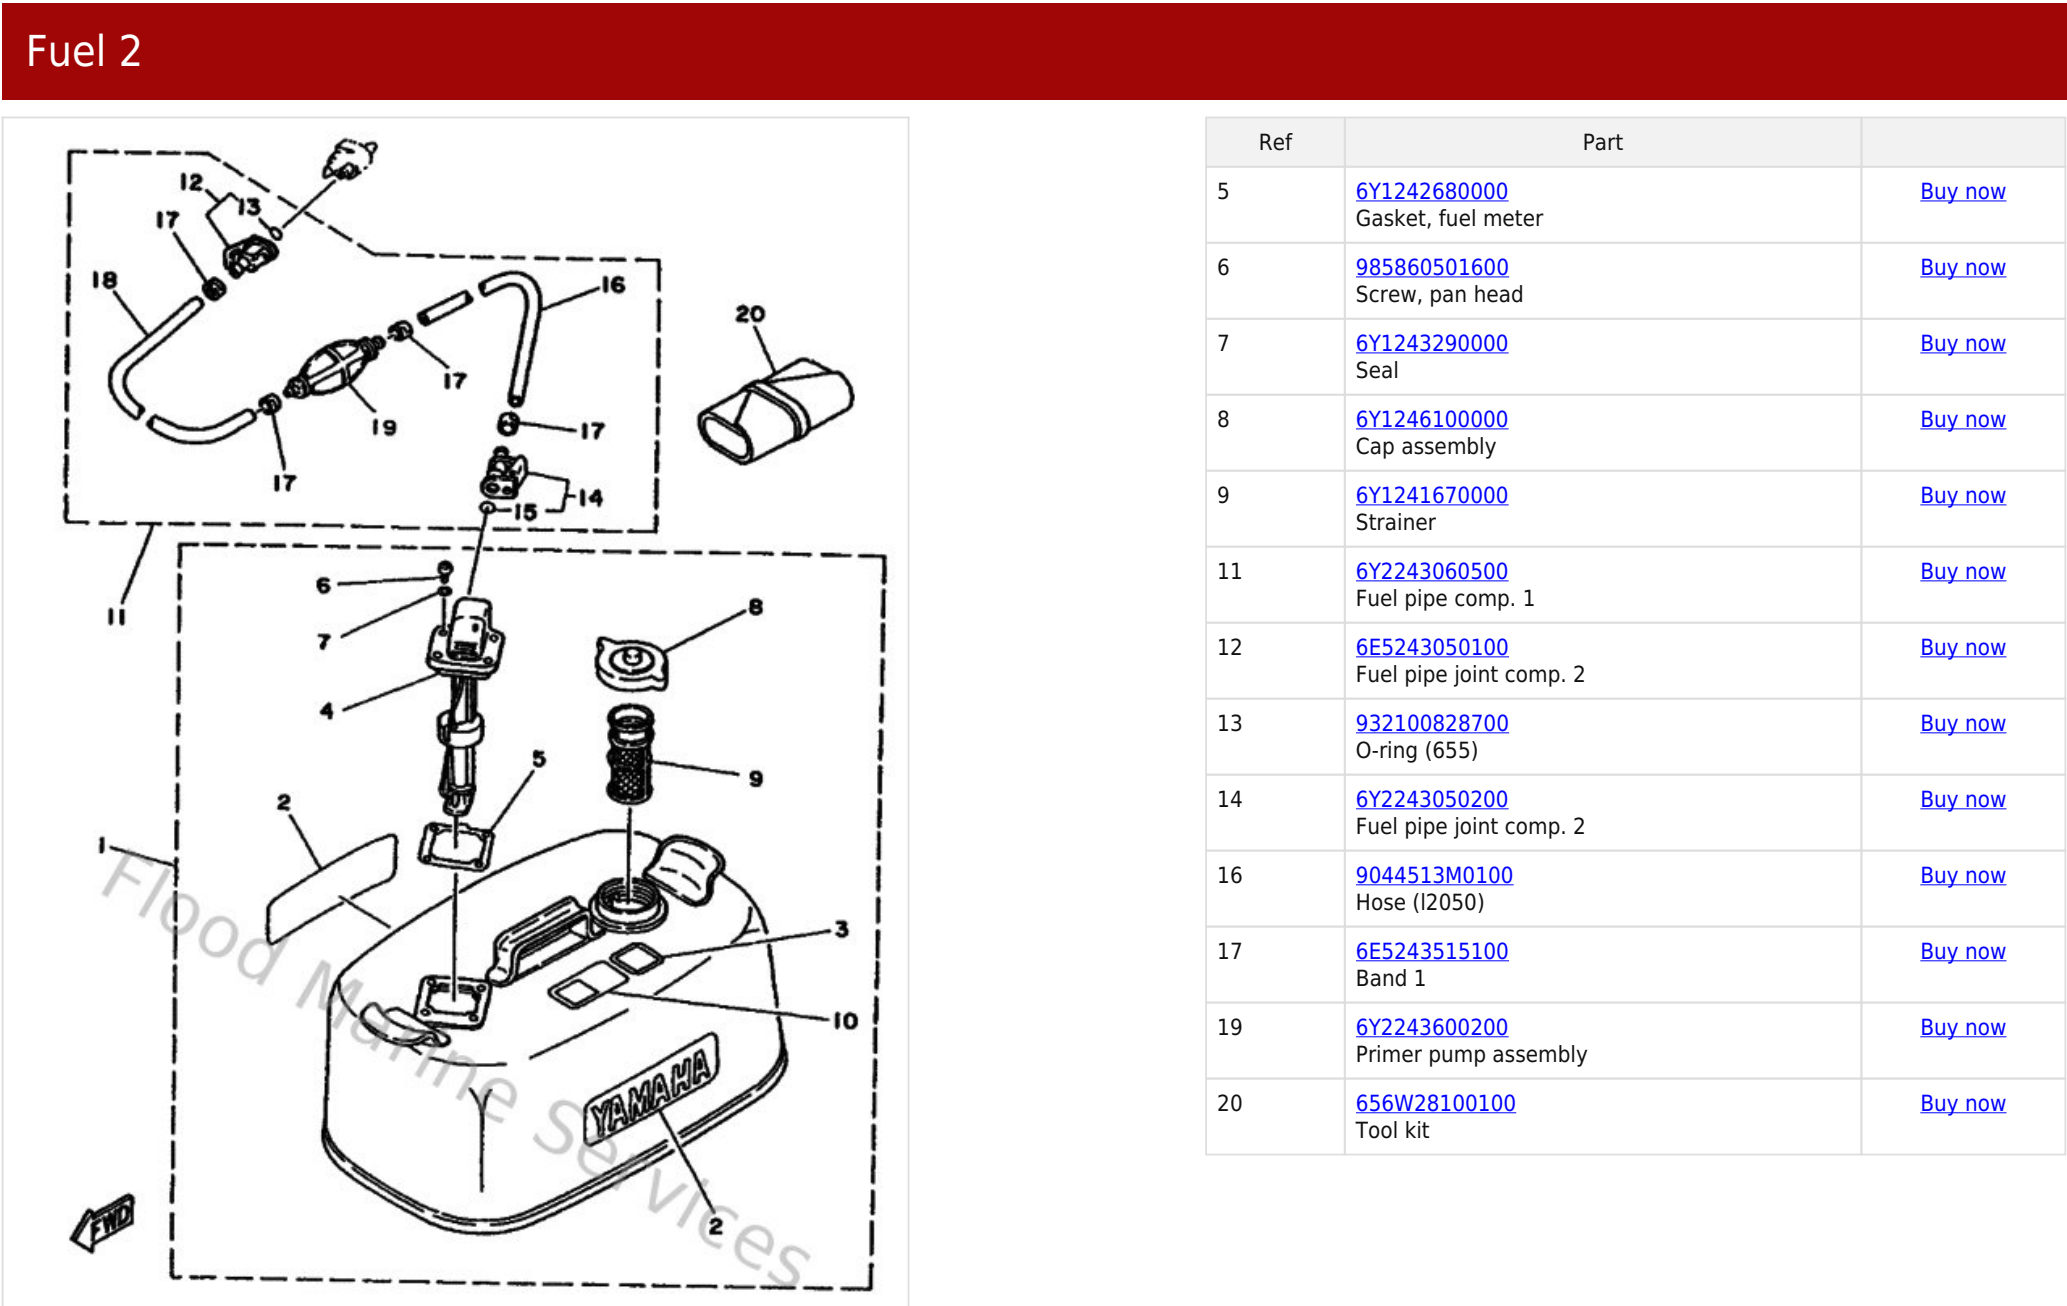 Fuel 2
12
13
17
18
16
20
17
19
17
17
14
15
11
6
7
8
4
5
9
2
1
3
10
YAMAHA
2
FWD
Flood Marine Services
Ref Part
5 6Y1242680000 Buy now
Gasket, fuel meter
6 985860501600 Buy now
Screw, pan head
7 6Y1243290000 Buy now
Seal
8 6Y1246100000 Buy now
Cap assembly
9 6Y1241670000 Buy now
Strainer
11 6Y2243060500 Buy now
Fuel pipe comp. 1
12 6E5243050100 Buy now
Fuel pipe joint comp. 2
13 932100828700 Buy now
O-ring (655)
14 6Y2243050200 Buy now
Fuel pipe joint comp. 2
16 9044513M0100 Buy now
Hose (l2050)
17 6E5243515100 Buy now
Band 1
19 6Y2243600200 Buy now
Primer pump assembly
20 656W28100100 Buy now
Tool kit